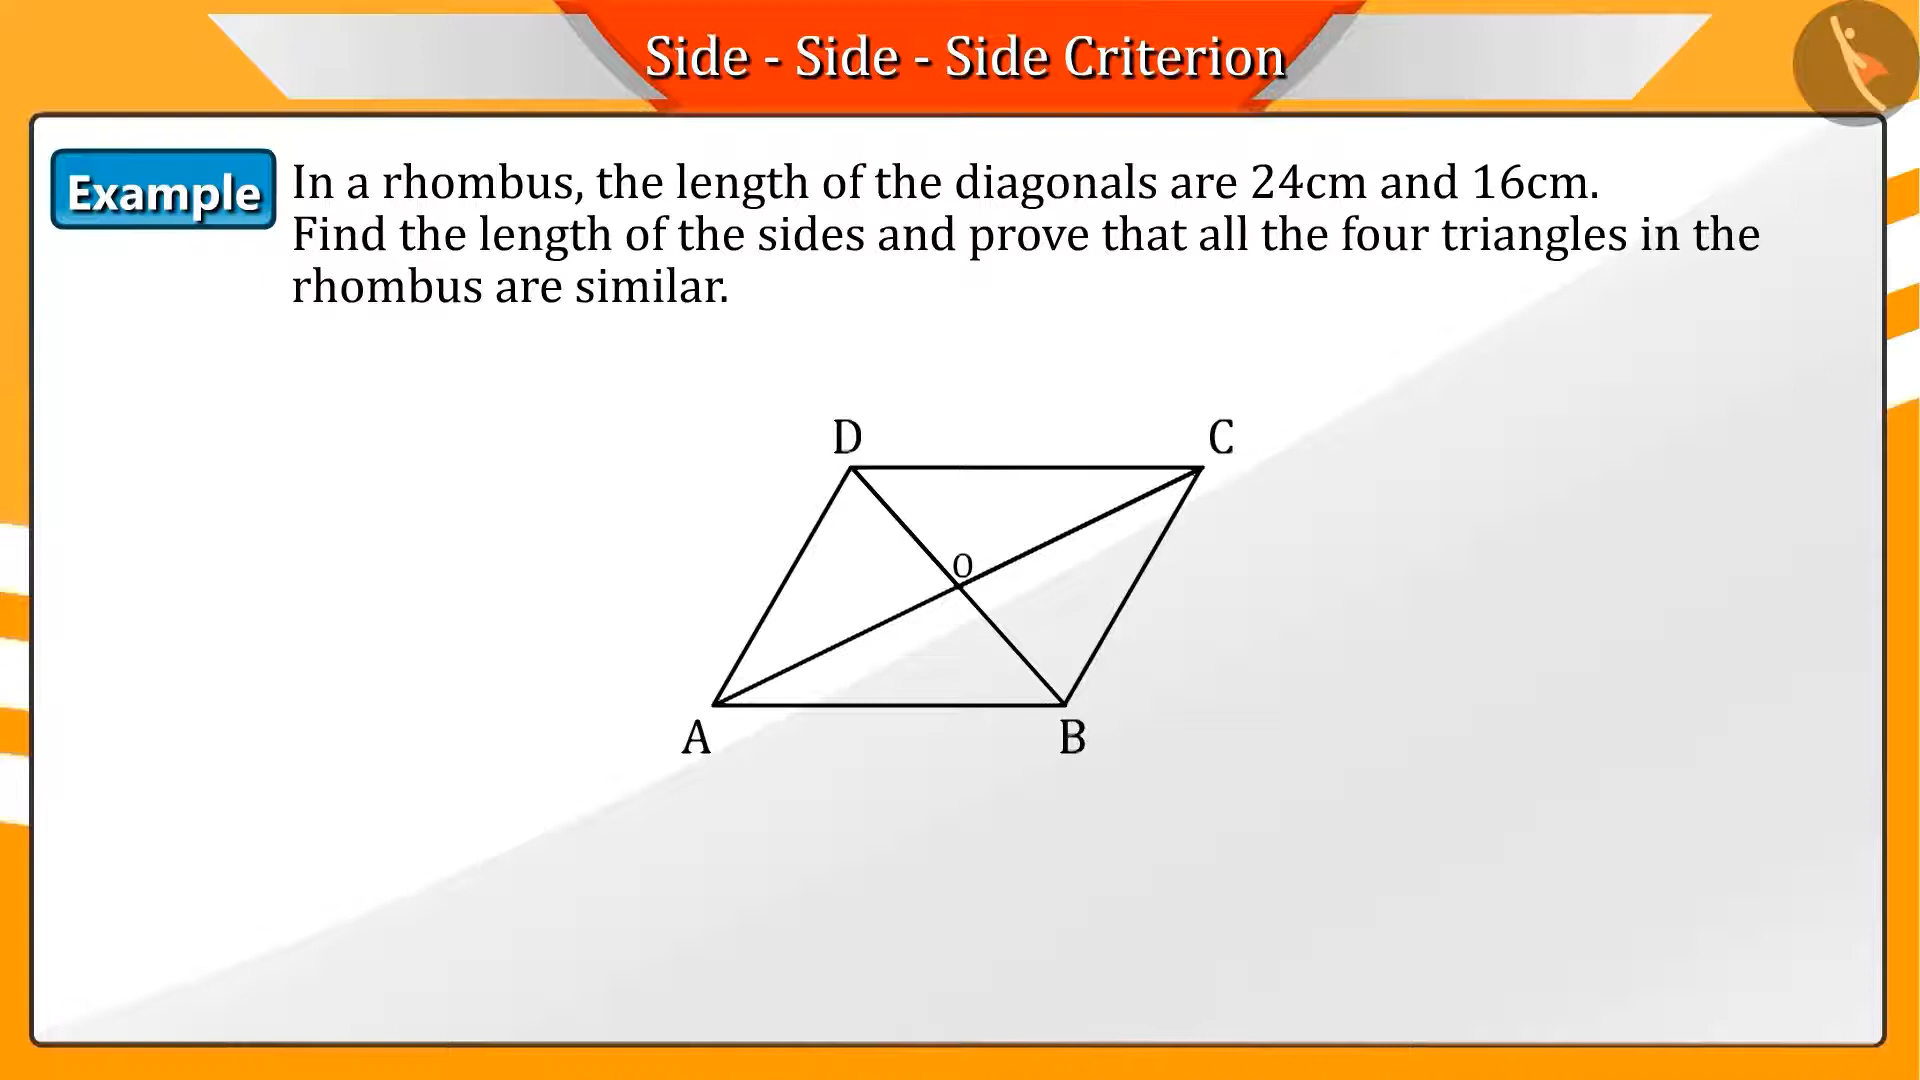 Side - Side - Side Criterion
Example
In a rhombus, the length of the diagonals are 24cm and 16cm.
Find the length of the sides and prove that all the four triangles in the
rhombus are similar.
D
C
O
A
B